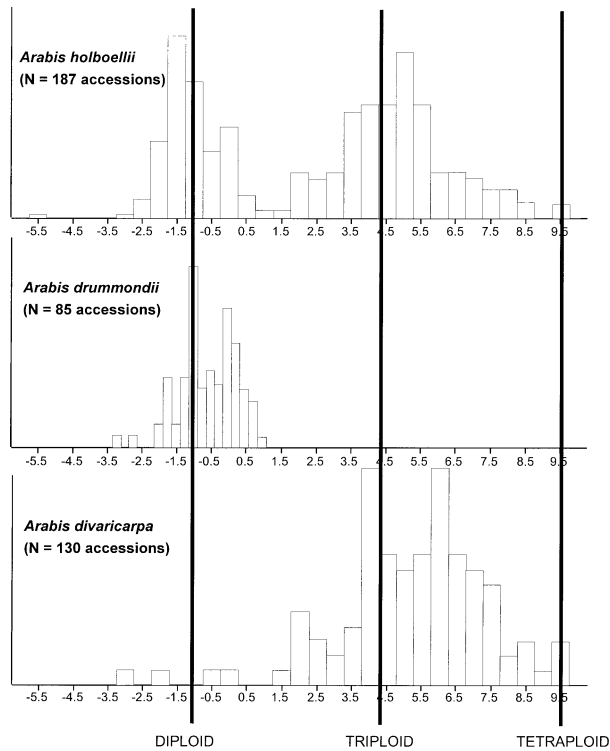 Arabis holboellii
(N = 187 accessions)
-5.5 -4.5 -3.5 -2.5 -1.5 -0.5 0.5 1.5 2.5 3.5 4.5 5.5 6.5 7.5 8.5 9.5
Arabis drummondii
(N = 85 accessions)
-5.5 -4.5 -3.5 -2.5 -1.5 -0.5 0.5 1.5 2.5 3.5 4.5 5.5 6.5 7.5 8.5 9.5
Arabis divaricarpa
(N = 130 accessions)
-5.5 -4.5 -3.5 -2.5 -1.5 -0.5 0.5 1.5 2.5 3.5 4.5 5.5 6.5 7.5 8.5 9.5
DIPLOID TRIPLOID TETRAPLOID